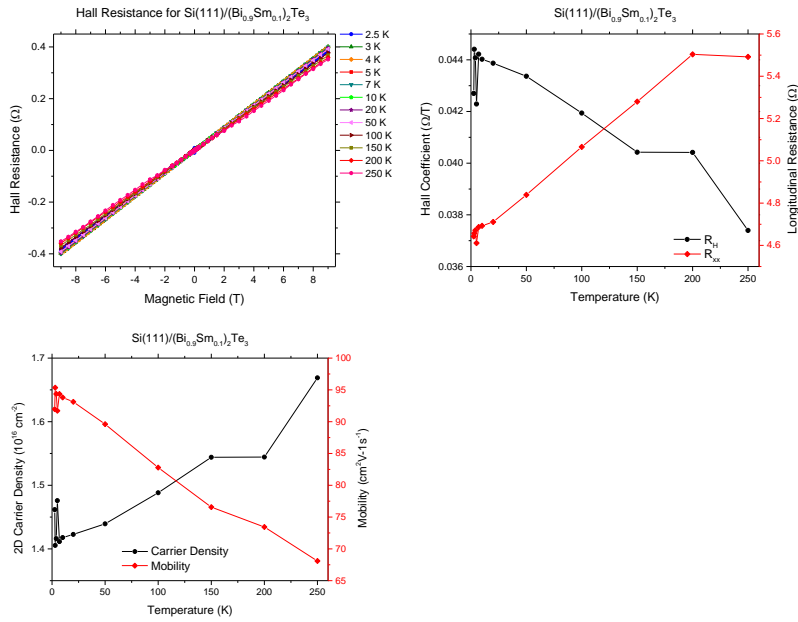 Hall Resistance for Si(111)/(Bi0.9Sm0.1)2Te3
0.4
0.2
0.0
-0.2
-0.4
Hall Resistance (Ω)
-8 -6 -4 -2 0 2 4 6 8
Magnetic Field (T)
2.5 K
3 K
4 K
5 K
7 K
10 K
20 K
50 K
100 K
150 K
200 K
250 K
Si(111)/(Bi0.9Sm0.1)2Te3
0.044
0.042
0.040
0.038
0.036
Hall Coefficient (Ω/T)
0 50 100 150 200 250
Temperature (K)
5.6
5.4
5.2
5.0
4.8
4.6
Longitudinal Resistance (Ω)
RH
Rxx
Si(111)/(Bi0.9Sm0.1)2Te3
1.7
1.6
1.5
1.4
2D Carrier Density (10^16 cm^-2)
0 50 100 150 200 250
Temperature (K)
100
95
90
85
80
75
70
65
Mobility (cm^2V-1s^-1)
Carrier Density
Mobility